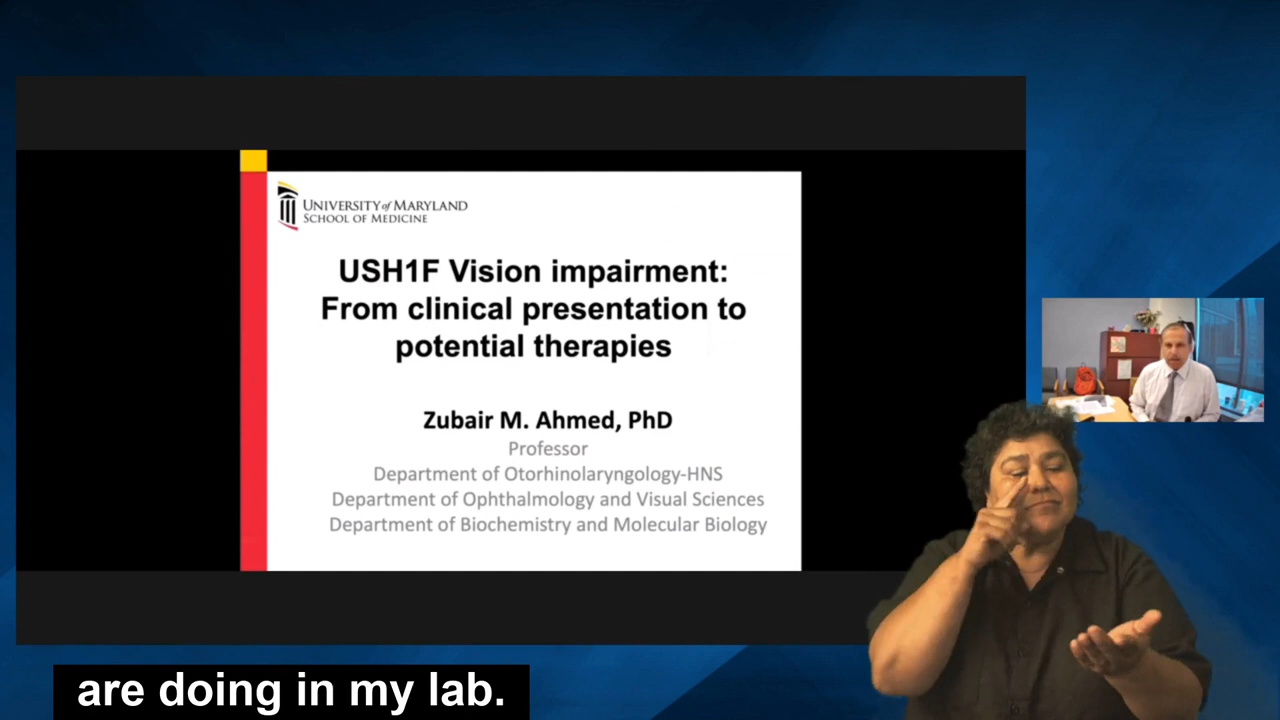 UNIVERSITY of MARYLAND
SCHOOL OF MEDICINE
USH1F Vision impairment:
From clinical presentation to
potential therapies
Zubair M. Ahmed, PhD
Professor
Department of Otorhinolaryngology-HNS
Department of Ophthalmology and Visual Sciences
Department of Biochemistry and Molecular Biology
are doing in my lab.